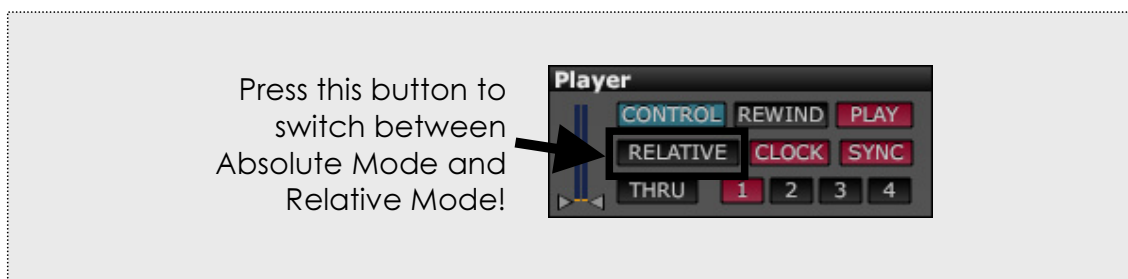 Press this button to
switch between
Absolute Mode and
Relative Mode!
Player
CONTROL REWIND PLAY
RELATIVE CLOCK SYNC
THRU 1 2 3 4